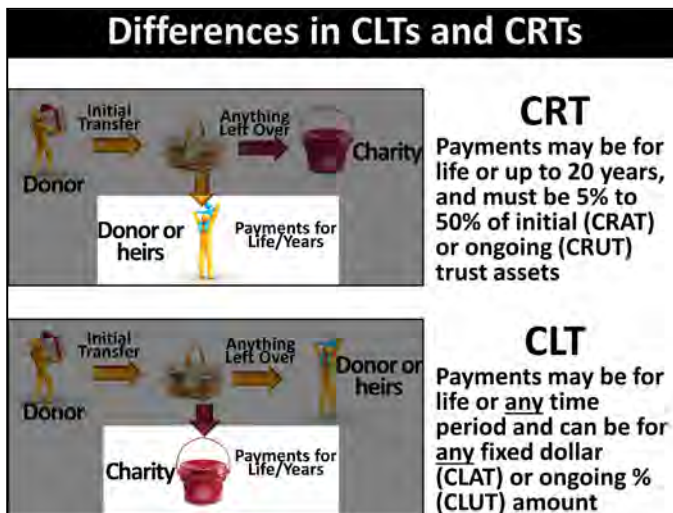 Differences in CLTs and CRTs
Initial
Transfer
Anything
Left Over
Charity
Donor
Donor or
heirs
Payments for
Life/Years
CRT
Payments may be for
life or up to 20 years,
and must be 5% to
50% of initial (CRAT)
or ongoing (CRUT)
trust assets
Initial
Transfer
Anything
Left Over
Donor or
heirs
Donor
Charity
Payments for
Life/Years
CLT
Payments may be for
life or any time
period and can be for
any fixed dollar
(CLAT) or ongoing %
(CLUT) amount